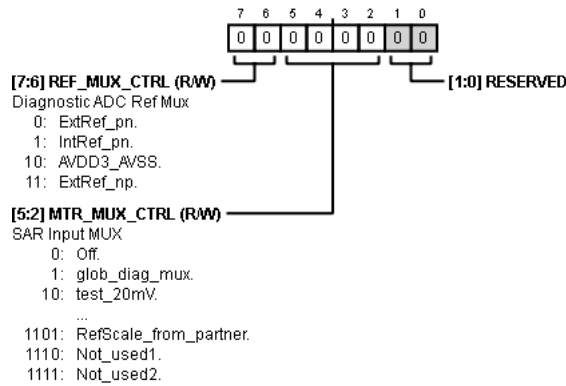 7 6 5 4 3 2 1 0
0 0 0 0 0 0 0 0
[7:6] REF_MUX_CTRL (R/W) [1:0] RESERVED
Diagnostic ADC Ref Mux
0: ExtRef_pn.
1: IntRef_pn.
10: AVDD3_AVSS.
11: ExtRef_np.
[5:2] MTR_MUX_CTRL (R/W)
SAR Input MUX
0: Off.
1: glob_diag_mux.
10: test_20mV.
...
1101: RefScale_from_partner.
1110: Not_used1.
1111: Not_used2.